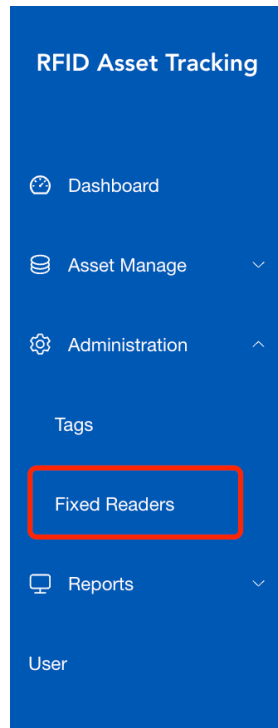 RFID Asset Tracking
Dashboard
Asset Manage
Administration
Tags
Fixed Readers
Reports
User